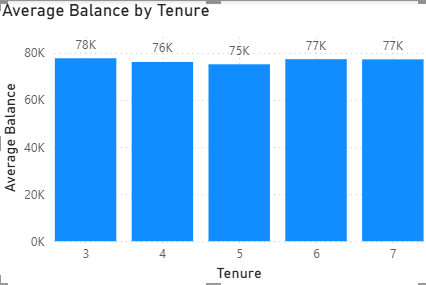 Average Balance by Tenure
80K
60K
40K
20K
0K
Average Balance
78K
76K
75K
77K
77K
3
4
5
6
7
Tenure